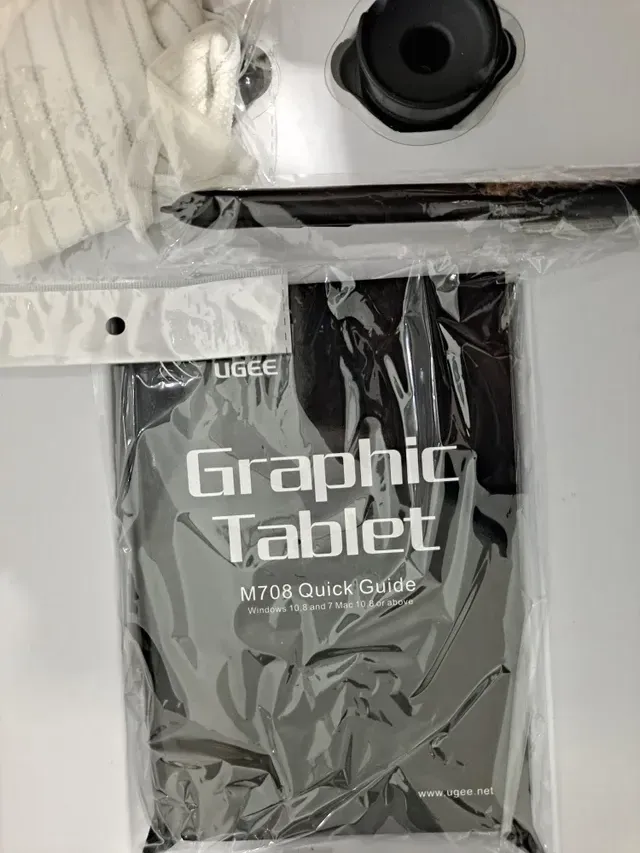 UGEE
Graphic
Tablet
M708 Quick Guide
Windows 10,8 and 7 Mac 10.8 or above
www.ugee.net